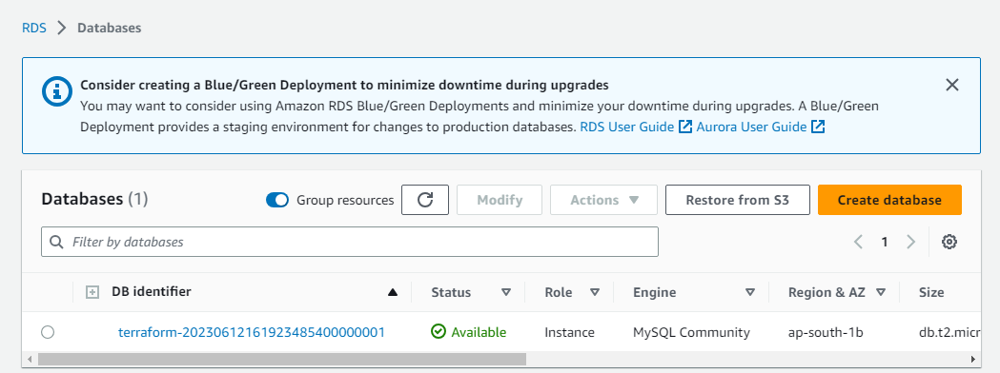 RDS > Databases
Consider creating a Blue/Green Deployment to minimize downtime during upgrades
You may want to consider using Amazon RDS Blue/Green Deployments and minimize your downtime during upgrades. A Blue/Green
Deployment provides a staging environment for changes to production databases. RDS User Guide Aurora User Guide
Databases (1) Group resources Modify Actions Restore from S3 Create database
Filter by databases 1
DB identifier Status Role Engine Region & AZ Size
terraform-20230612161923485400000001 Available Instance MySQL Community ap-south-1b db.t2.micr